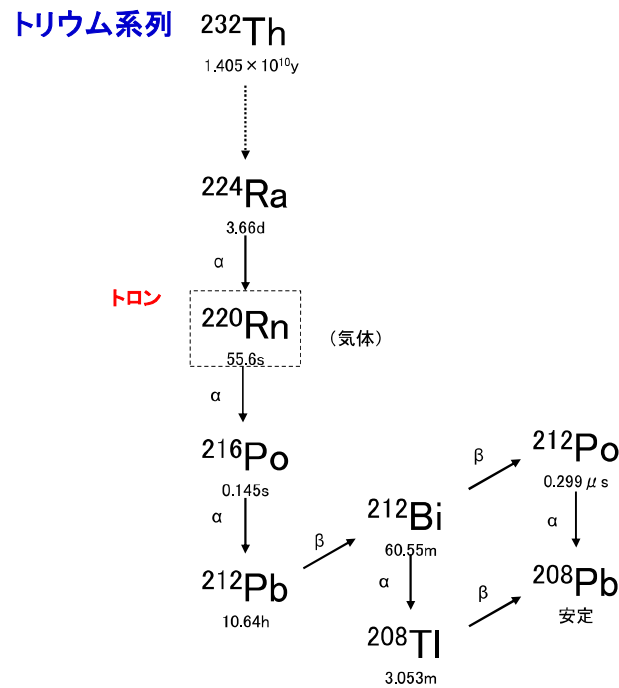 トリウム系列
²³²Th
1.405×10¹⁰y
²²⁴Ra
3.66d
α
トロン
²²⁰Rn
55.6s
（気体）
α
²¹⁶Po
0.145s
α
²¹²Pb
10.64h
β
²¹²Bi
60.55m
β
²¹²Po
0.299μs
α
α
²⁰⁸Tl
3.053m
β
²⁰⁸Pb
安定